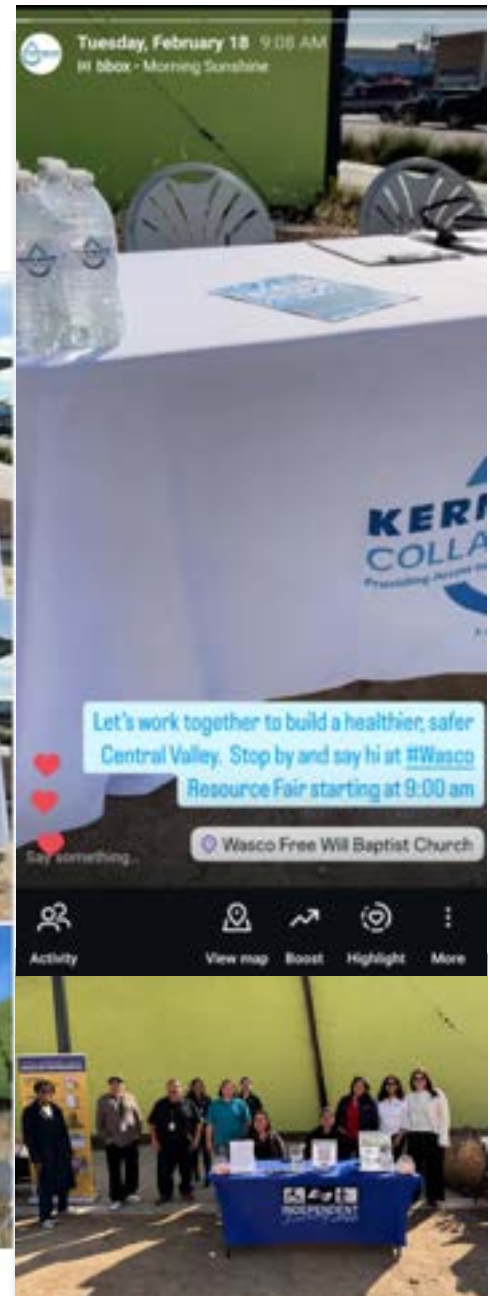 Tuesday, February 18 9:08 AM
bbox • Morning Sunshine
KERN
COLLA
Providing
Let's work together to build a healthier, safer
Central Valley. Stop by and say hi at #Wasco
Resource Fair starting at 9:00 am
Wasco Free Will Baptist Church
Say something...
Activity
View map
Boost
Highlight
More
INDEPENDENT